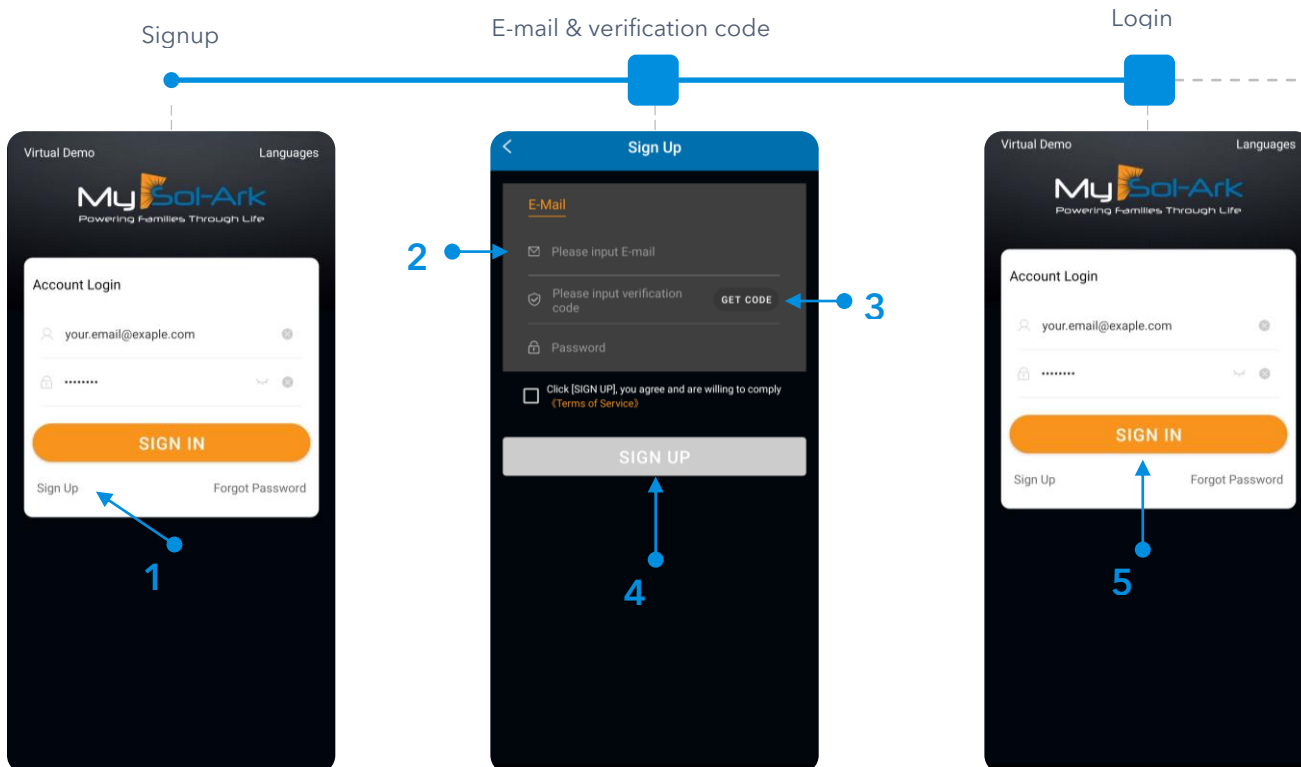 Signup
E-mail & verification code
Login
Virtual Demo
Languages
My Sol-Ark
Powering Families Through Life
Account Login
your.email@exaple.com
••••••••
SIGN IN
Sign Up
Forgot Password
1
Sign Up
E-Mail
2
Please input E-mail
Please input verification
code
GET CODE
3
Password
Click [SIGN UP], you agree and are willing to comply
《Terms of Service》
SIGN UP
4
Virtual Demo
Languages
My Sol-Ark
Powering Families Through Life
Account Login
your.email@exaple.com
••••••••
SIGN IN
Sign Up
Forgot Password
5